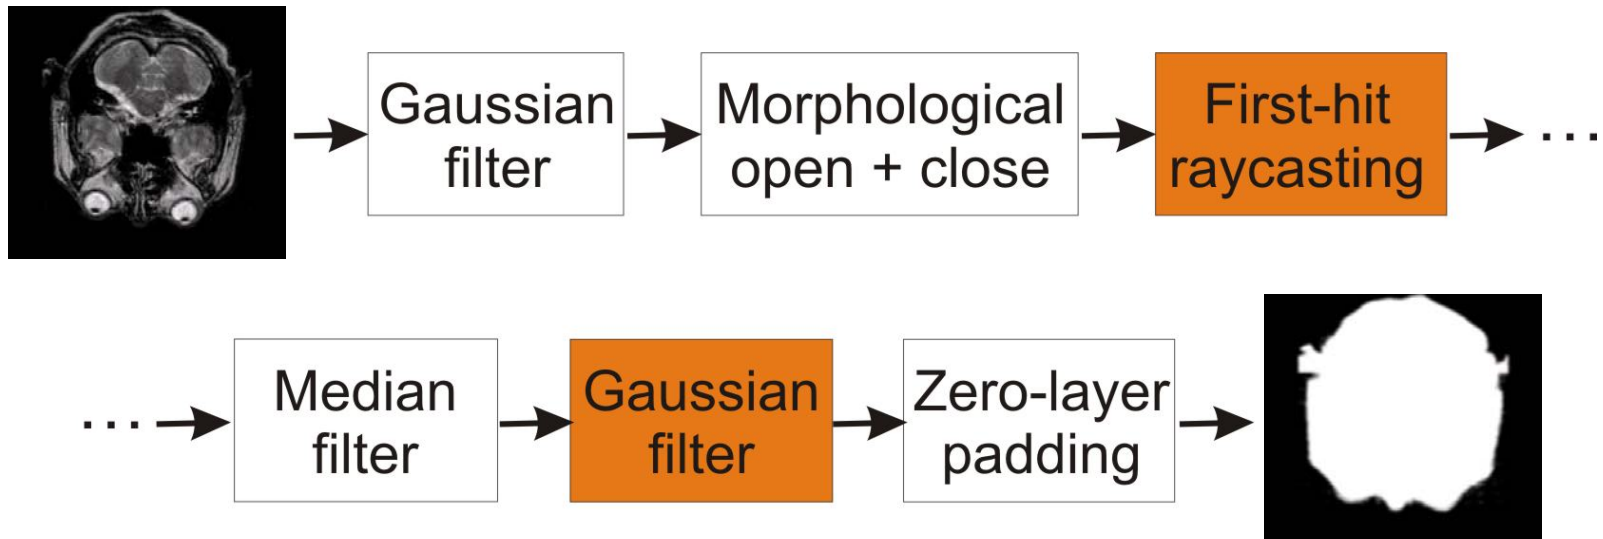 Gaussian
filter
Morphological
open + close
First-hit
raycasting
...
...
Median
filter
Gaussian
filter
Zero-layer
padding